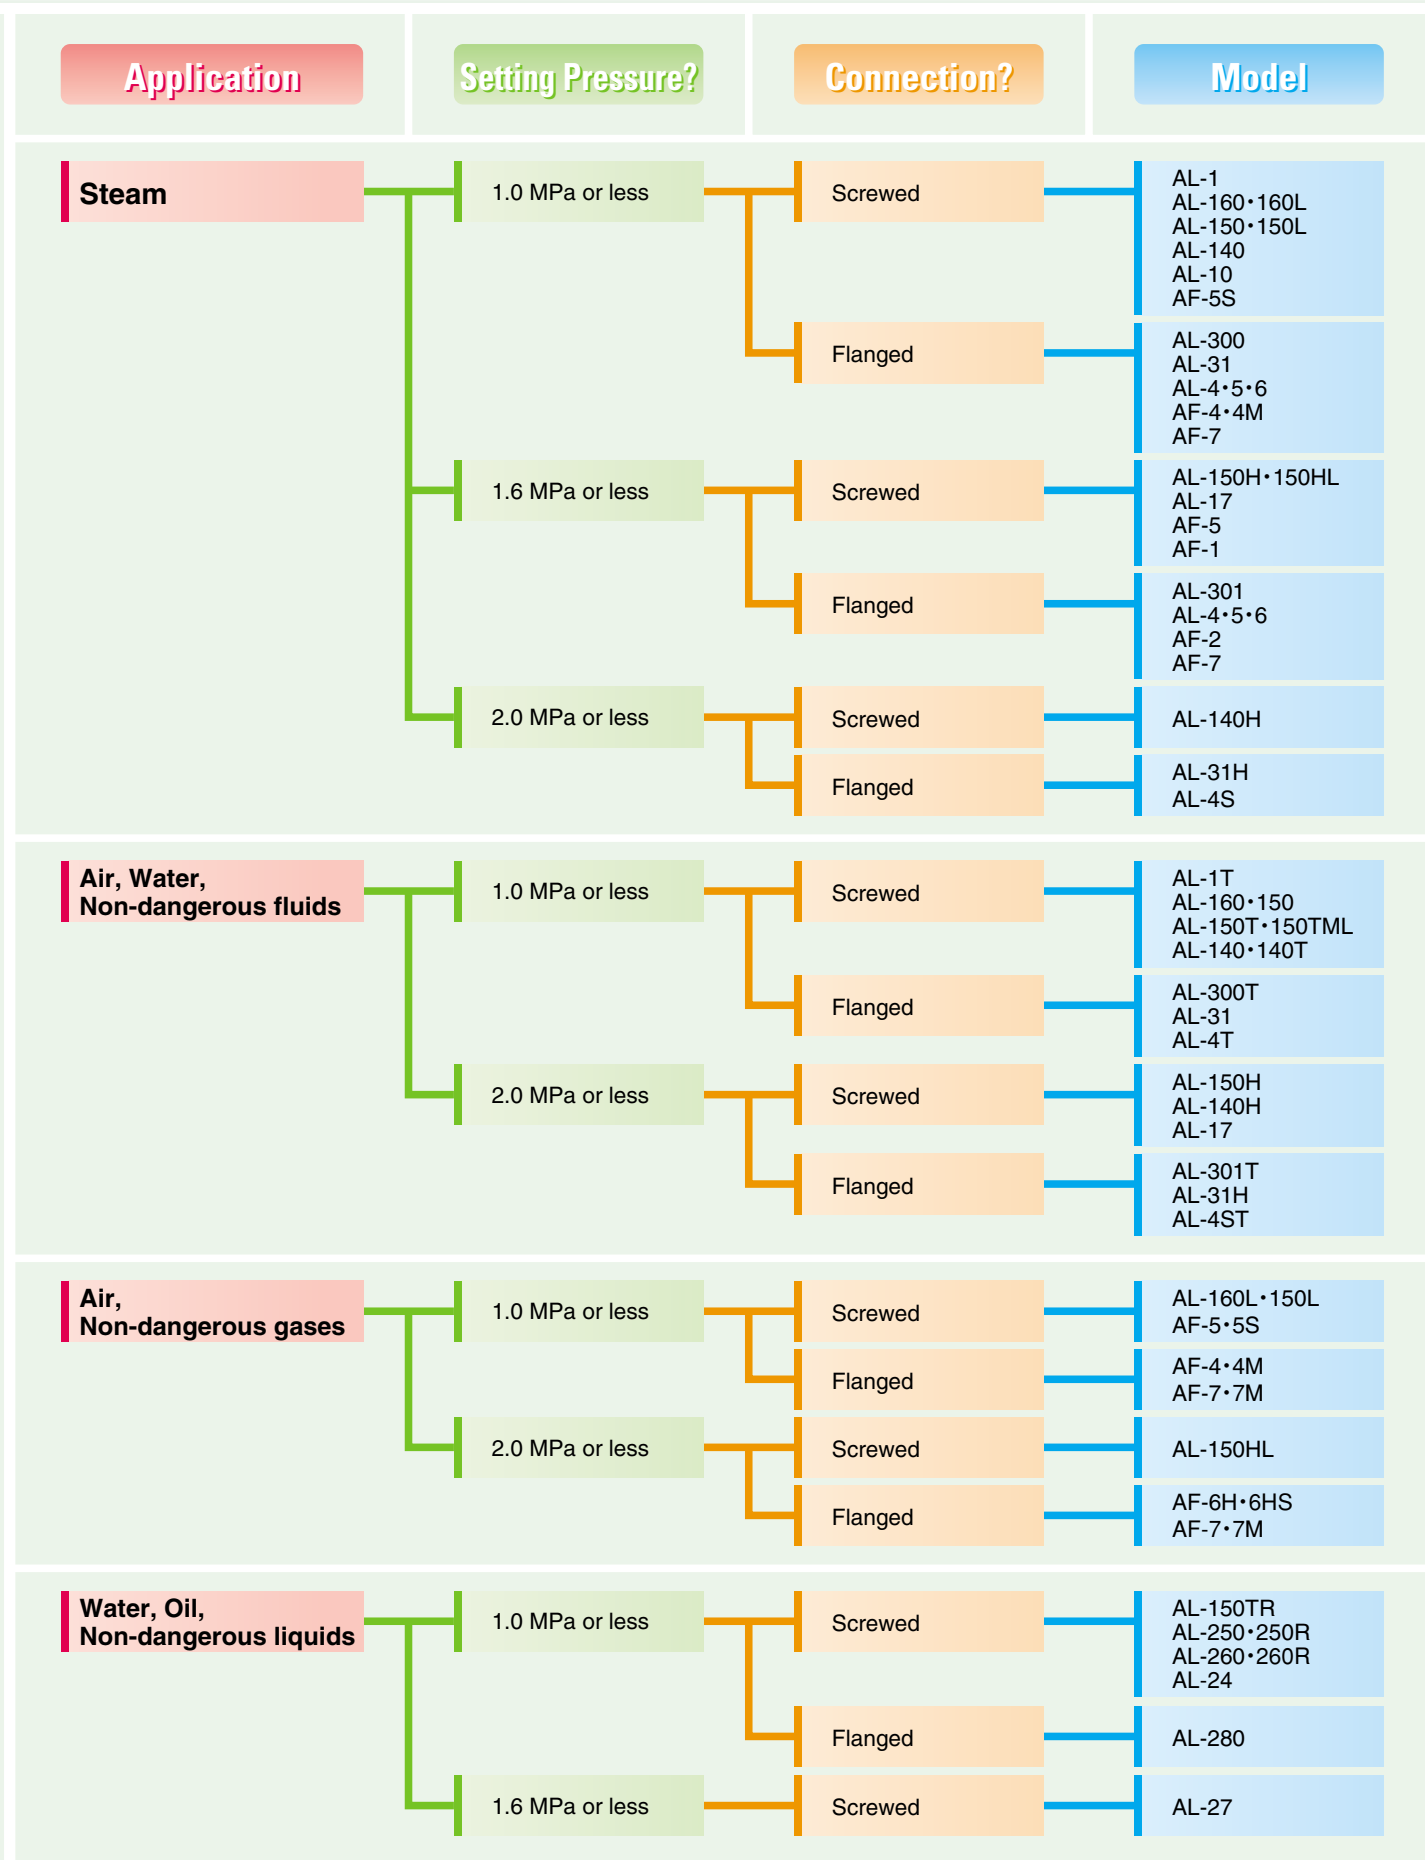 Application
Setting Pressure?
Connection?
Model
Steam
1.0 MPa or less
Screwed
AL-1
AL-160・160L
AL-150・150L
AL-140
AL-10
AF-5S
Flanged
AL-300
AL-31
AL-4・5・6
AF-4・4M
AF-7
1.6 MPa or less
Screwed
AL-150H・150HL
AL-17
AF-5
AF-1
Flanged
AL-301
AL-4・5・6
AF-2
AF-7
2.0 MPa or less
Screwed
AL-140H
Flanged
AL-31H
AL-4S
Air, Water,
Non-dangerous fluids
1.0 MPa or less
Screwed
AL-1T
AL-160・150
AL-150T・150TML
AL-140・140T
Flanged
AL-300T
AL-31
AL-4T
2.0 MPa or less
Screwed
AL-150H
AL-140H
AL-17
Flanged
AL-301T
AL-31H
AL-4ST
Air,
Non-dangerous gases
1.0 MPa or less
Screwed
AL-160L・150L
AF-5・5S
Flanged
AF-4・4M
AF-7・7M
2.0 MPa or less
Screwed
AL-150HL
Flanged
AF-6H・6HS
AF-7・7M
Water, Oil,
Non-dangerous liquids
1.0 MPa or less
Screwed
AL-150TR
AL-250・250R
AL-260・260R
AL-24
Flanged
AL-280
1.6 MPa or less
Screwed
AL-27